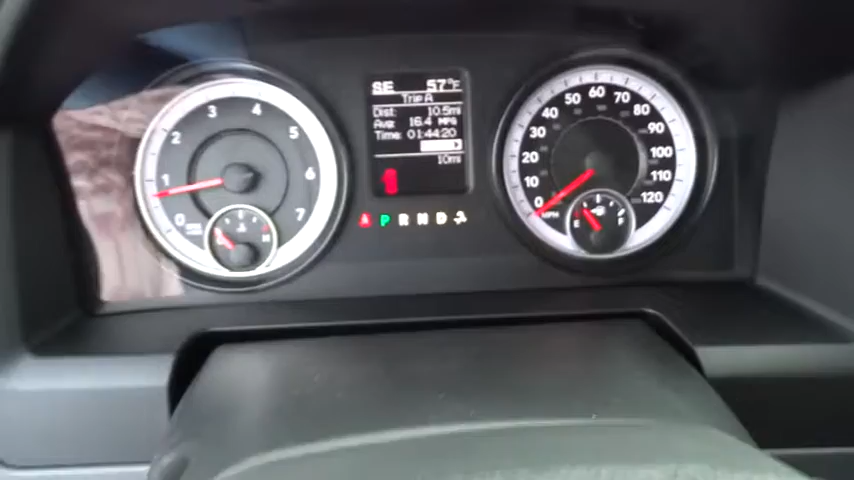 SE 57°F
Trip A
Dist: 10.5mi
Avg: 16.4 MPG
Time: 01:44:20
10mi
0 1 2 3 4 5 6 7
C H
P R N D
0 10 20 30 40 50 60 70 80 90 100 110 120
MPH
E F